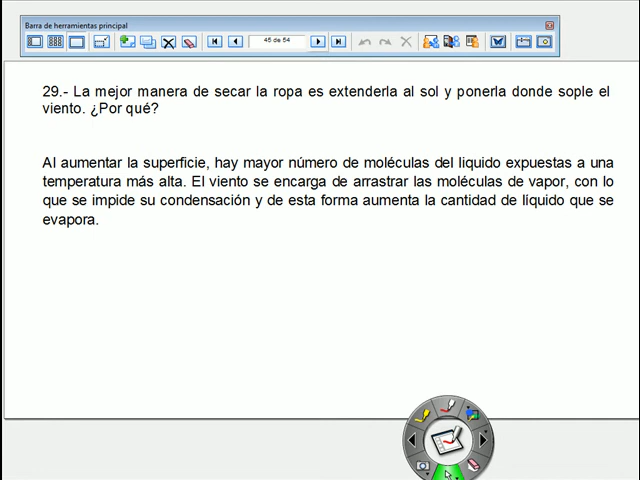 Barra de herramientas principal
45 de 54
29.- La mejor manera de secar la ropa es extenderla al sol y ponerla donde sople el
viento. ¿Por qué?
Al aumentar la superficie, hay mayor número de moléculas del líquido expuestas a una
temperatura más alta. El viento se encarga de arrastrar las moléculas de vapor, con lo
que se impide su condensación y de esta forma aumenta la cantidad de líquido que se
evapora.